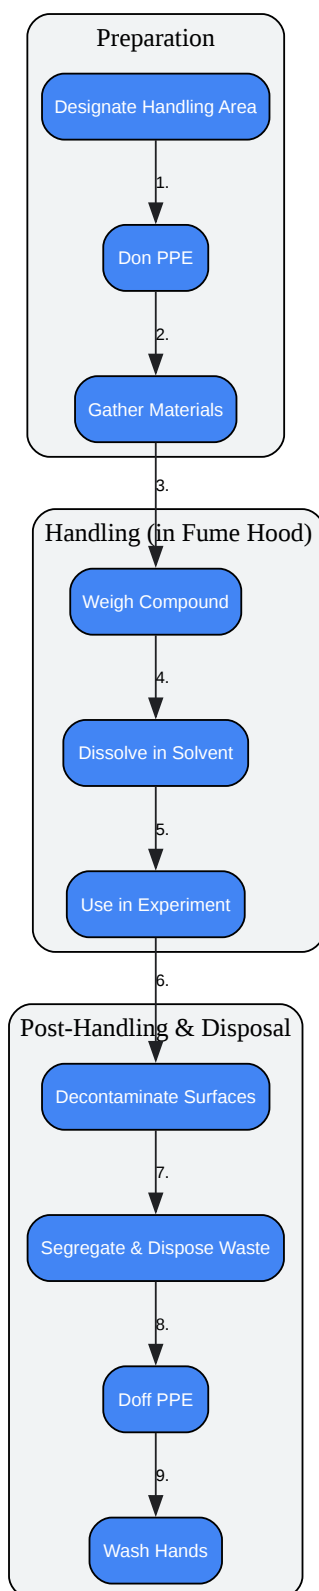 Preparation
Designate Handling Area
1.
Don PPE
2.
Gather Materials
3.
Handling (in Fume Hood)
Weigh Compound
4.
Dissolve in Solvent
5.
Use in Experiment
6.
Post-Handling & Disposal
Decontaminate Surfaces
7.
Segregate & Dispose Waste
8.
Doff PPE
9.
Wash Hands